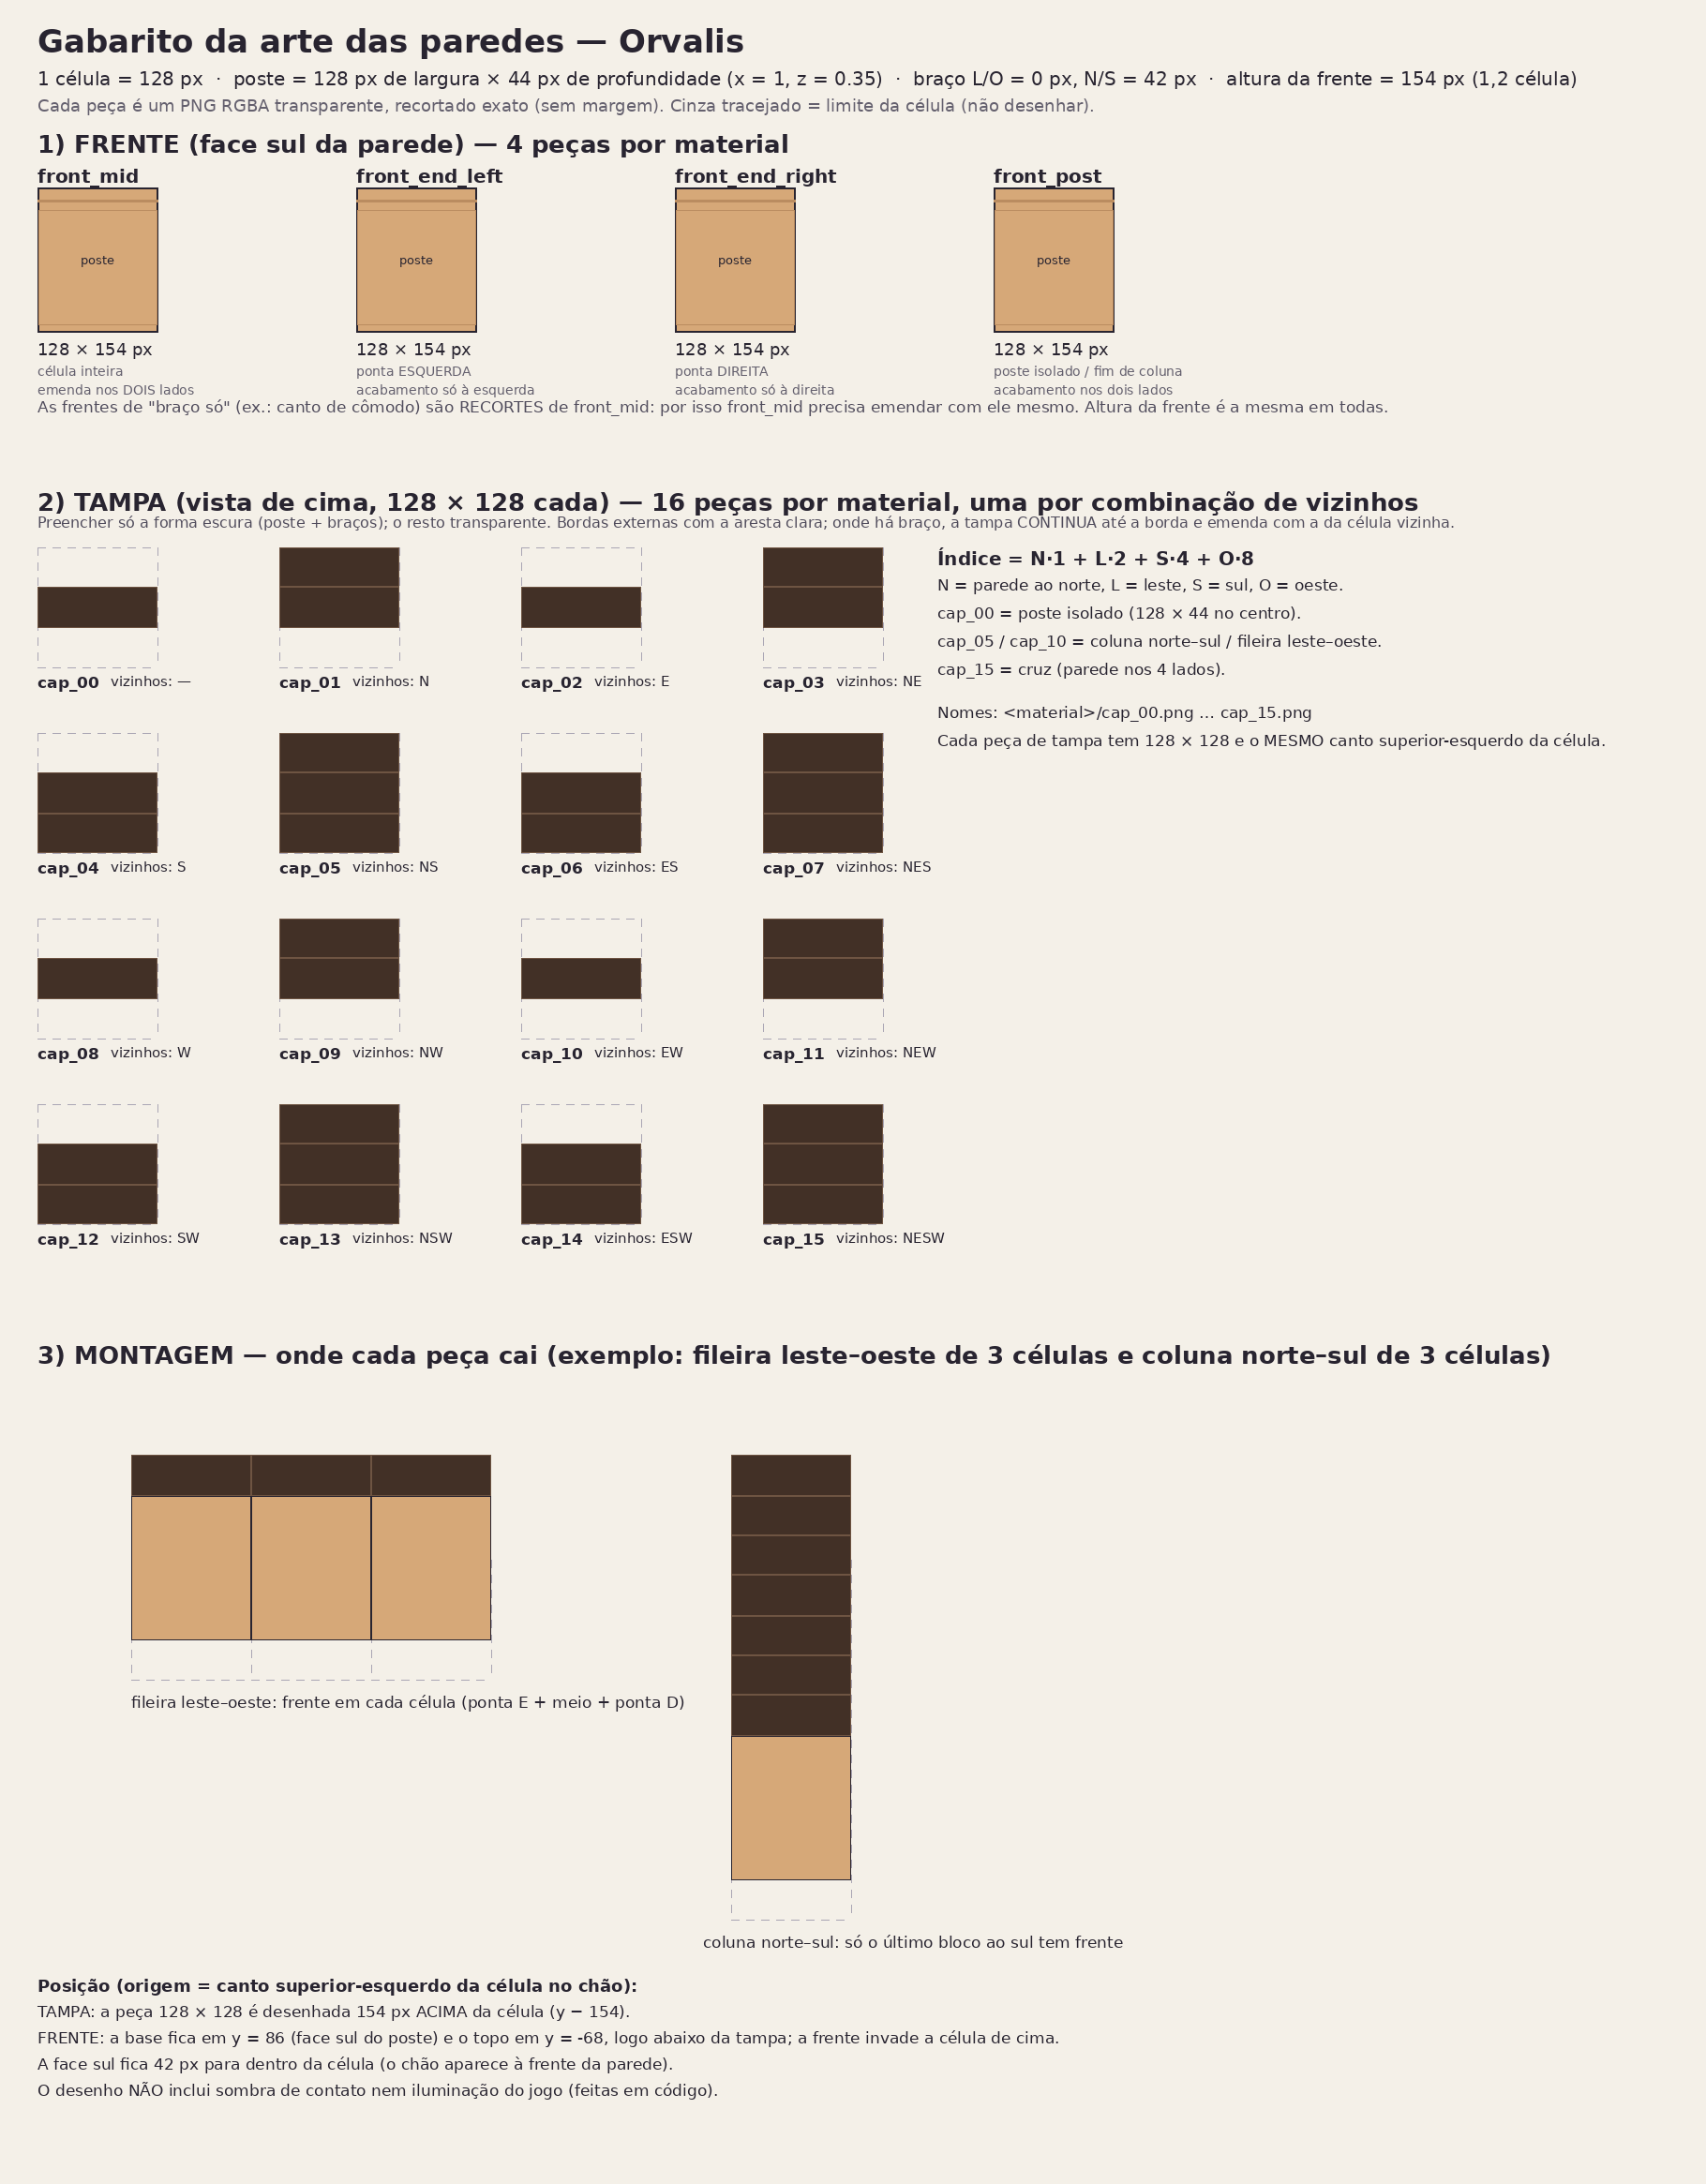 Gabarito da arte das paredes — Orvalis
1 célula = 128 px  ·  poste = 128 px de largura × 44 px de profundidade (x = 1, z = 0.35)  ·  braço L/O = 0 px, N/S = 42 px  ·  altura da frente = 154 px (1,2 célula)
Cada peça é um PNG RGBA transparente, recortado exato (sem margem). Cinza tracejado = limite da célula (não desenhar).
1) FRENTE (face sul da parede) — 4 peças por material
front_mid front_end_left front_end_right front_post
poste poste poste poste
128 × 154 px 128 × 154 px 128 × 154 px 128 × 154 px
célula inteira ponta ESQUERDA ponta DIREITA poste isolado / fim de coluna
emenda nos DOIS lados acabamento só à esquerda acabamento só à direita acabamento nos dois lados
As frentes de "braço só" (ex.: canto de cômodo) são RECORTES de front_mid: por isso front_mid precisa emendar com ele mesmo. Altura da frente é a mesma em todas.
2) TAMPA (vista de cima, 128 × 128 cada) — 16 peças por material, uma por combinação de vizinhos
Preencher só a forma escura (poste + braços); o resto transparente. Bordas externas com a aresta clara; onde há braço, a tampa CONTINUA até a borda e emenda com a da célula vizinha.
Índice = N·1 + L·2 + S·4 + O·8
N = parede ao norte, L = leste, S = sul, O = oeste.
cap_00 = poste isolado (128 × 44 no centro).
cap_05 / cap_10 = coluna norte–sul / fileira leste–oeste.
cap_15 = cruz (parede nos 4 lados).
Nomes: <material>/cap_00.png … cap_15.png
Cada peça de tampa tem 128 × 128 e o MESMO canto superior-esquerdo da célula.
cap_00 vizinhos: — cap_01 vizinhos: N cap_02 vizinhos: E cap_03 vizinhos: NE
cap_04 vizinhos: S cap_05 vizinhos: NS cap_06 vizinhos: ES cap_07 vizinhos: NES
cap_08 vizinhos: W cap_09 vizinhos: NW cap_10 vizinhos: EW cap_11 vizinhos: NEW
cap_12 vizinhos: SW cap_13 vizinhos: NSW cap_14 vizinhos: ESW cap_15 vizinhos: NESW
3) MONTAGEM — onde cada peça cai (exemplo: fileira leste–oeste de 3 células e coluna norte–sul de 3 células)
fileira leste–oeste: frente em cada célula (ponta E + meio + ponta D)
coluna norte–sul: só o último bloco ao sul tem frente
Posição (origem = canto superior-esquerdo da célula no chão):
TAMPA: a peça 128 × 128 é desenhada 154 px ACIMA da célula (y − 154).
FRENTE: a base fica em y = 86 (face sul do poste) e o topo em y = -68, logo abaixo da tampa; a frente invade a célula de cima.
A face sul fica 42 px para dentro da célula (o chão aparece à frente da parede).
O desenho NÃO inclui sombra de contato nem iluminação do jogo (feitas em código).